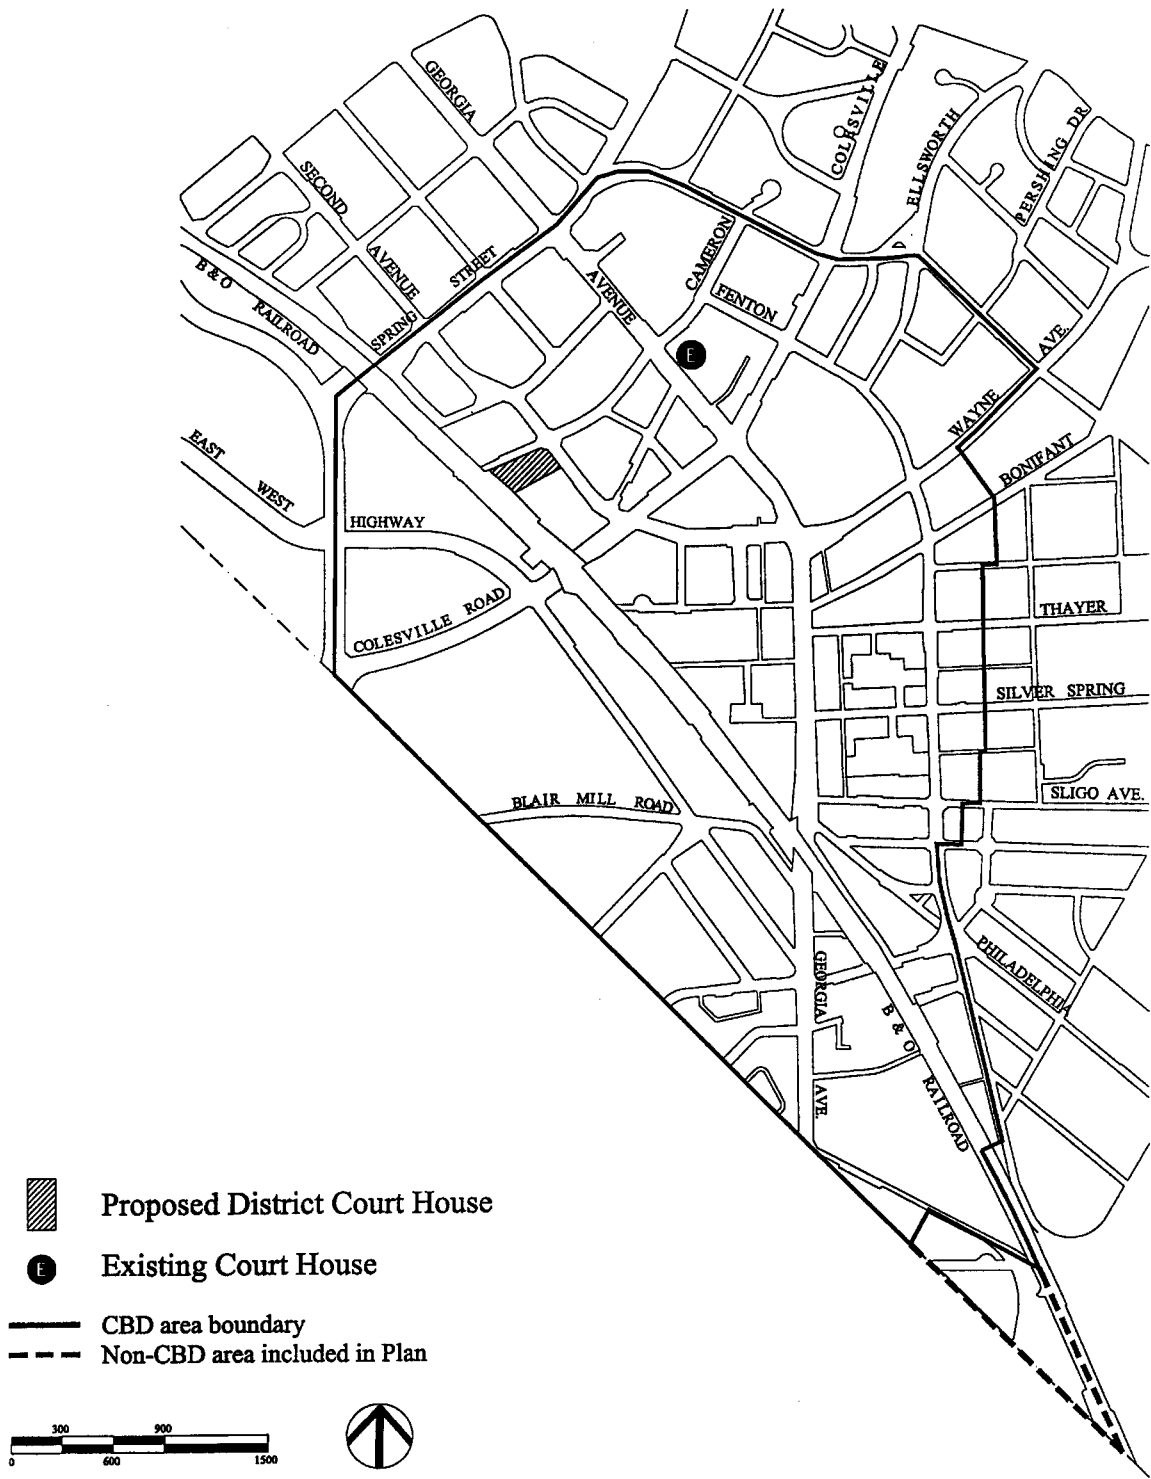 GEORGIA
COLESVILLE
ELLSWORTH
PERSHING DR.
SECOND
AVENUE
SPRING STREET
B & O RAILROAD
AVENUE
CAMERON
FENTON
E
WAYNE AVE.
BONIFANT
EAST WEST
HIGHWAY
COLESVILLE ROAD
THAYER
SILVER SPRING
SLIGO AVE.
BLAIR MILL ROAD
PHILADELPHIA
GEORGIA
AVE.
B & O RAILROAD
Proposed District Court House
E
Existing Court House
CBD area boundary
Non-CBD area included in Plan
300 900
0 600 1500